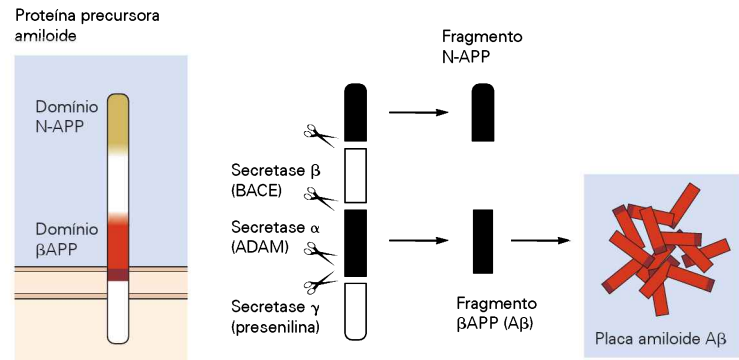 Proteína precursora
amiloide
Domínio
N-APP
Domínio
βAPP
Secretase β
(BACE)
Secretase α
(ADAM)
Secretase γ
(presenilina)
Fragmento
N-APP
Fragmento
βAPP (Aβ)
Placa amiloide Aβ